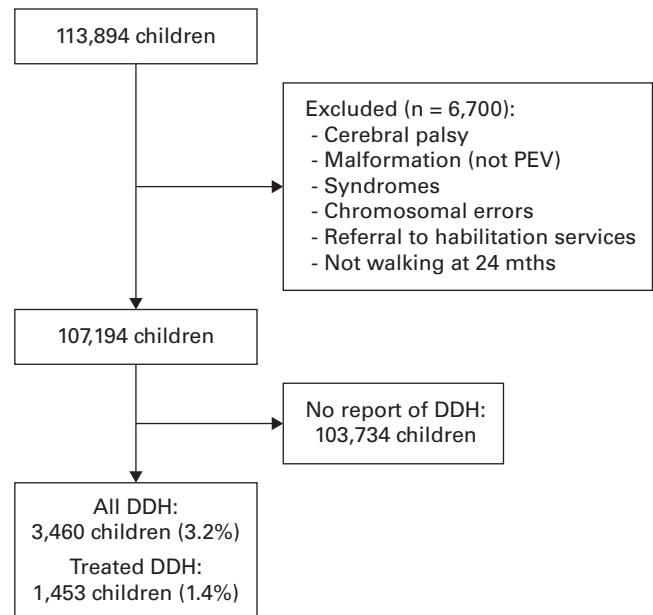 113,894 children
Excluded (n = 6,700):
- Cerebral palsy
- Malformation (not PEV)
- Syndromes
- Chromosomal errors
- Referral to habilitation services
- Not walking at 24 mths
107,194 children
No report of DDH:
103,734 children
All DDH:
3,460 children (3.2%)
Treated DDH:
1,453 children (1.4%)